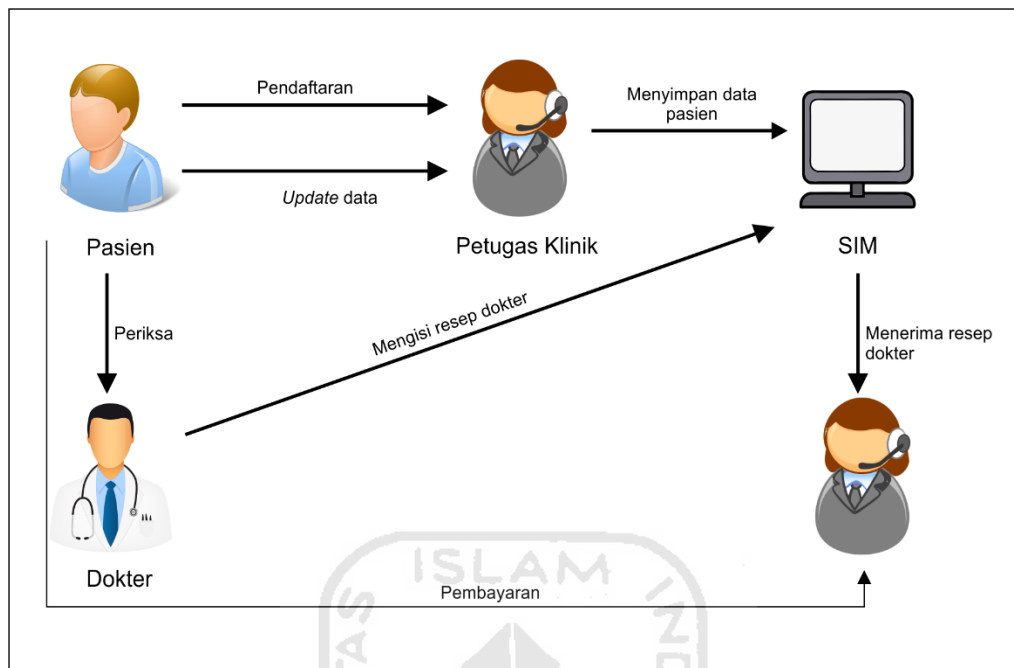 Pendaftaran
Update data
Menyimpan data
pasien
Pasien
Petugas Klinik
SIM
Periksa
Mengisi resep dokter
Menerima resep
dokter
Dokter
Pembayaran
ISLAM